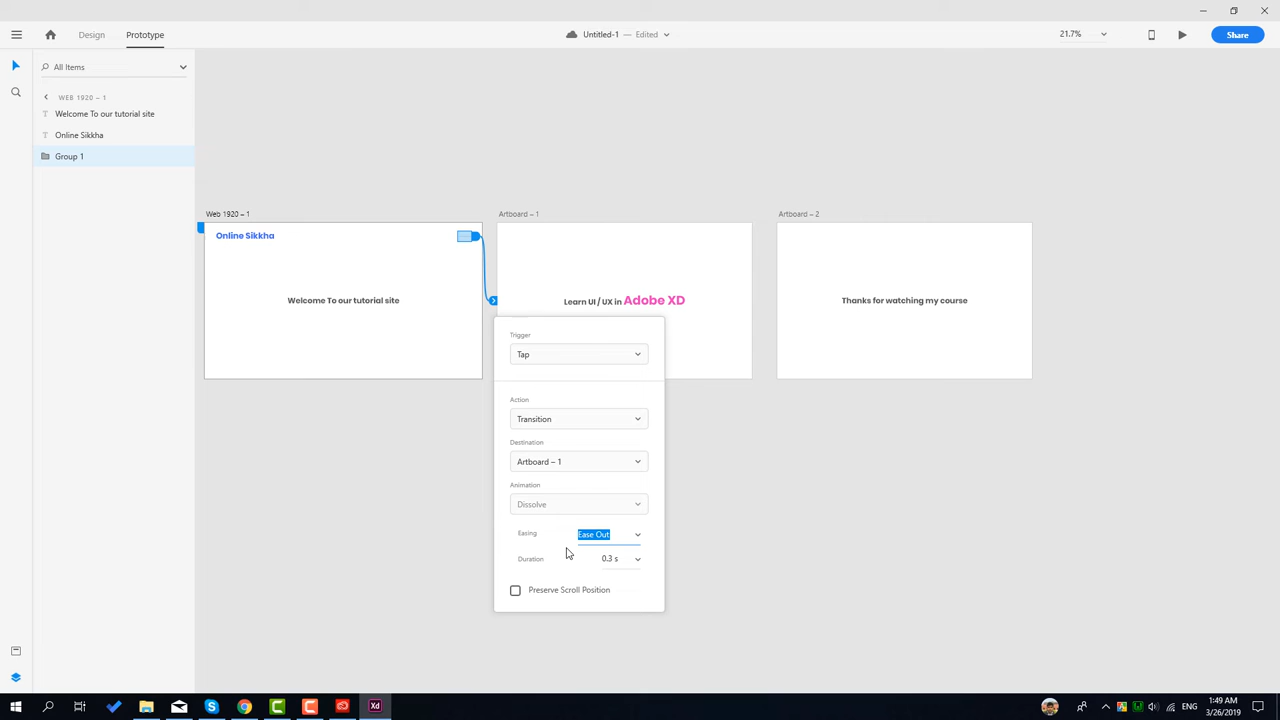 Design
Prototype
Untitled-1 — Edited
21.7%
Share
All Items
WEB 1920 – 1
Welcome To our tutorial site
Online Sikkha
Group 1
Web 1920 – 1
Artboard – 1
Artboard – 2
Online Sikkha
Welcome To our tutorial site
Learn UI / UX in Adobe XD
Thanks for watching my course
Trigger
Tap
Action
Transition
Destination
Artboard – 1
Animation
Dissolve
Easing
Ease Out
Duration
0.3 s
Preserve Scroll Position
Xd
1:49 AM
3/26/2019